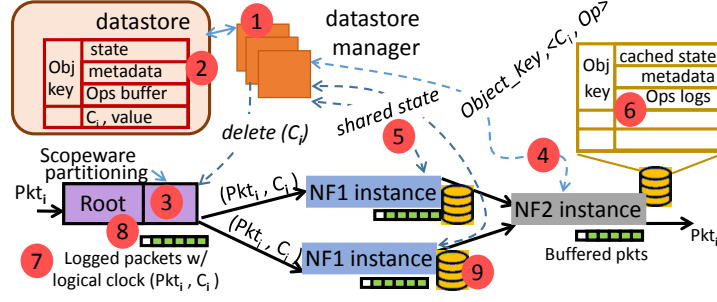 datastore
1
datastore
manager
Obj
key
state
metadata
Ops buffer
Ci , value
2
delete (Ci)
shared state
5
Object_Key, <Ci, Op>
4
Obj
key
cached state
metadata
Ops logs
6
Scopeware
partitioning
Pkti
Root
3
8
(Pkti , Ci)
(Pkti , Ci)
NF1 instance
NF1 instance
9
NF2 instance
Pkti
Buffered pkts
7
Logged packets w/
logical clock (Pkti , Ci)